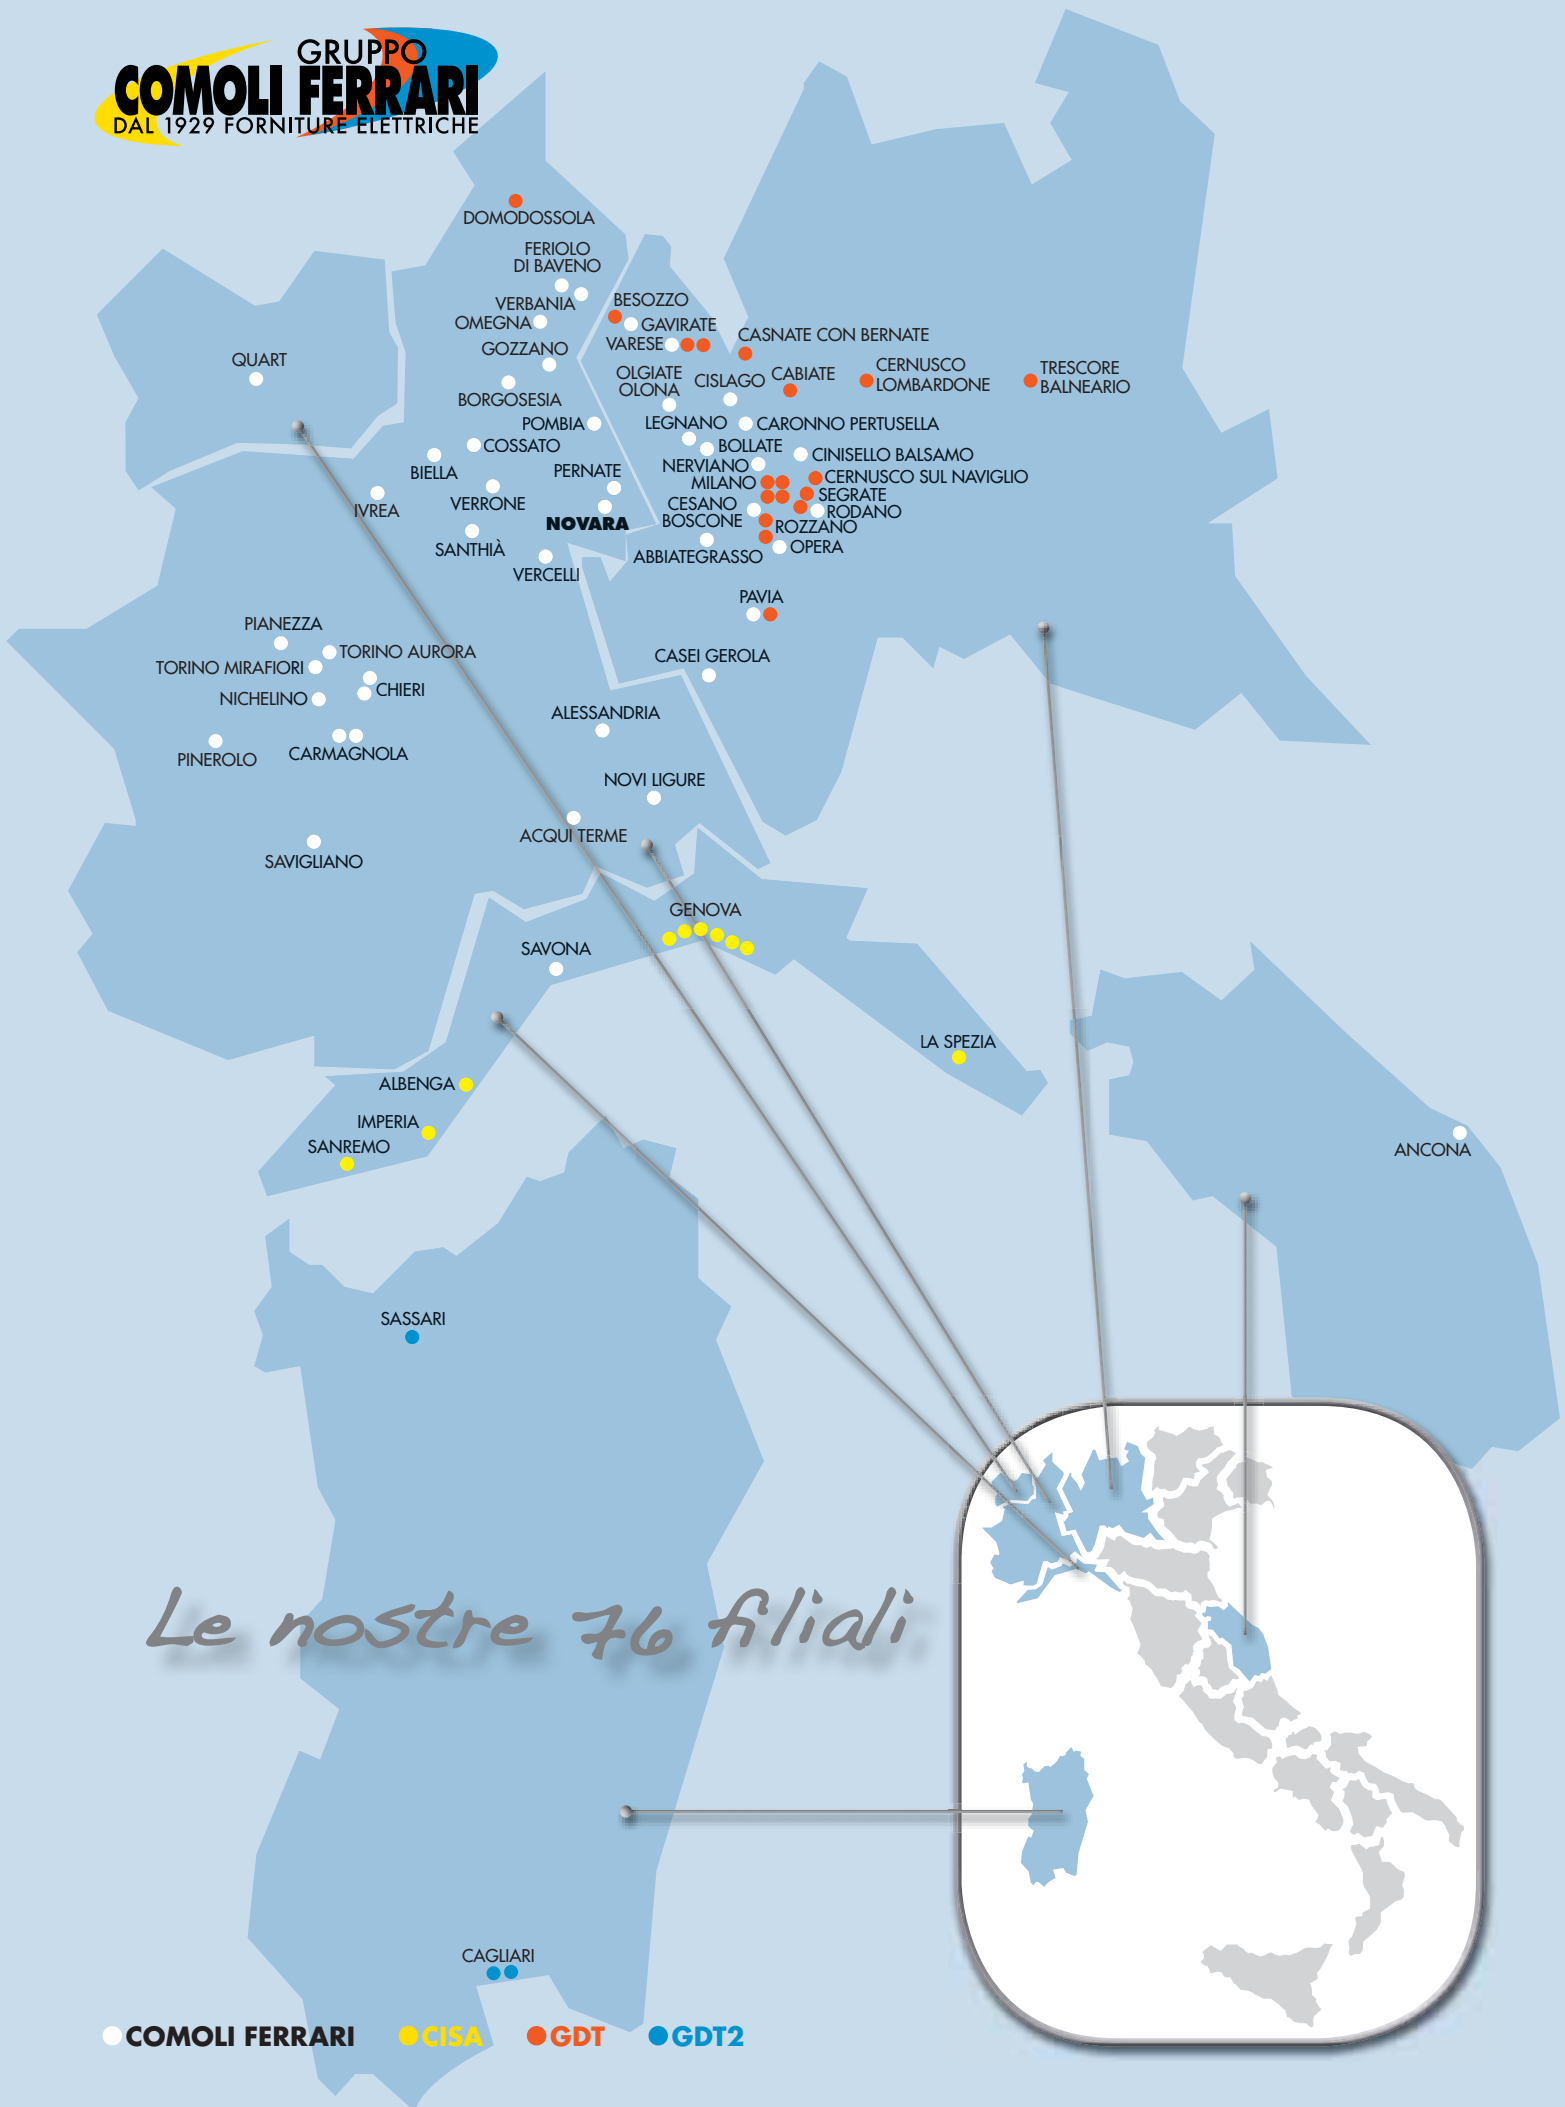 GRUPPO
COMOLI FERRARI
DAL 1929 FORNITURE ELETTRICHE
DOMODOSSOLA
FERIOLO
DI BAVENO
VERBANIA
BESOZZO
OMEGNA
GAVIRATE
CASNATE CON BERNATE
VARESE
GOZZANO
QUART
OLGIATE
OLONA
CISLAGO
CABIATE
CERNUSCO
LOMBARDONE
TRESCORE
BALNEARIO
BORGOSESIA
POMBIA
LEGNANO
CARONNO PERTUSELLA
COSSATO
BOLLATE
CINISELLO BALSAMO
BIELLA
PERNATE
NERVIANO
CERNUSCO SUL NAVIGLIO
MILANO
SEGRATE
IVREA
VERRONE
CESANO
BOSCONE
RODANO
NOVARA
ROZZANO
SANTHIÀ
OPERA
ABBIATEGRASSO
VERCELLI
PAVIA
PIANEZZA
TORINO AURORA
CASEI GEROLA
TORINO MIRAFIORI
CHIERI
NICHELINO
ALESSANDRIA
PINEROLO
CARMAGNOLA
NOVI LIGURE
ACQUI TERME
SAVIGLIANO
GENOVA
SAVONA
LA SPEZIA
ALBENGA
IMPERIA
SANREMO
ANCONA
SASSARI
Le nostre 76 filiali
CAGLIARI
COMOLI FERRARI
CISA
GDT
GDT2